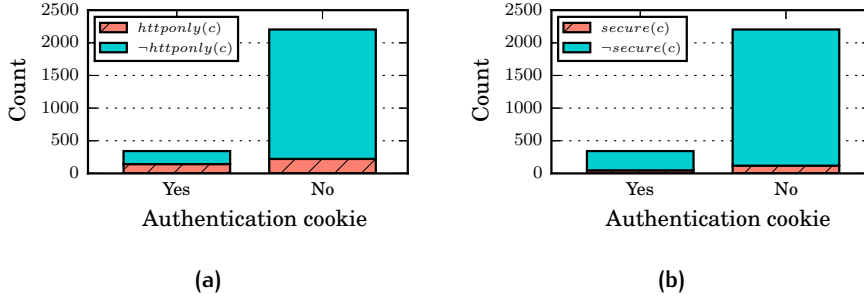 2500
2000
1500
1000
500
0
Count
httponly(c)
¬httponly(c)
Yes
No
Authentication cookie
(a)
2500
2000
1500
1000
500
0
Count
secure(c)
¬secure(c)
Yes
No
Authentication cookie
(b)